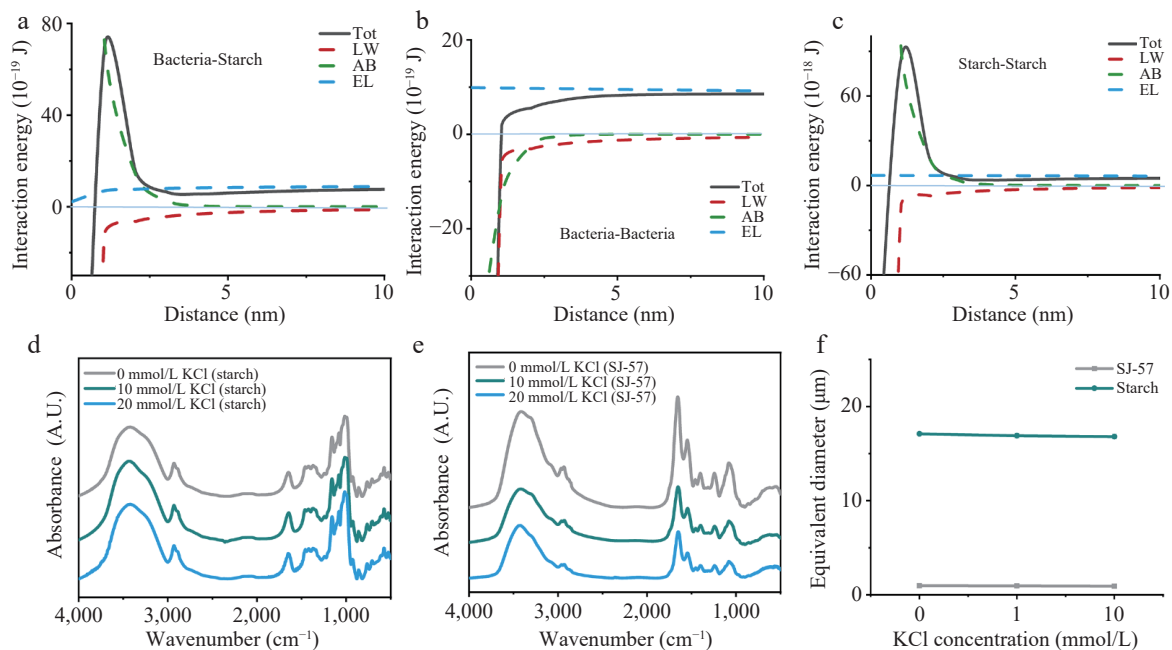 a
Interaction energy (10⁻¹⁹ J)
80
40
0
0
5
10
Distance (nm)
Bacteria-Starch
Tot
LW
AB
EL
b
Interaction energy (10⁻¹⁹ J)
20
0
−20
0
5
10
Distance (nm)
Bacteria-Bacteria
Tot
LW
AB
EL
c
Interaction energy (10⁻¹⁸ J)
90
0
−60
0
5
10
Distance (nm)
Starch-Starch
Tot
LW
AB
EL
d
0 mmol/L KCl (starch)
10 mmol/L KCl (starch)
20 mmol/L KCl (starch)
Absorbance (A.U.)
4,000
3,000
2,000
1,000
Wavenumber (cm⁻¹)
e
0 mmol/L KCl (SJ-57)
10 mmol/L KCl (SJ-57)
20 mmol/L KCl (SJ-57)
Absorbance (A.U.)
4,000
3,000
2,000
1,000
Wavenumber (cm⁻¹)
f
SJ-57
Starch
Equivalent diameter (μm)
20
10
0
0
1
10
KCl concentration (mmol/L)